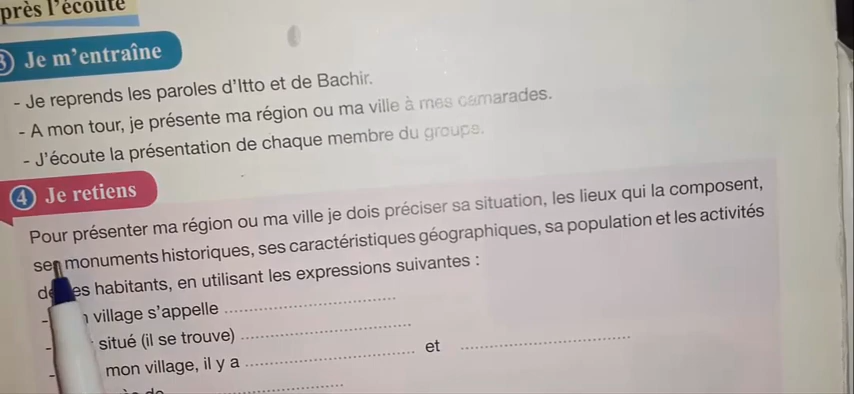 près l'écoute
3 Je m'entraîne
- Je reprends les paroles d'Itto et de Bachir.
- A mon tour, je présente ma région ou ma ville à mes camarades.
- J'écoute la présentation de chaque membre du groupe.
4 Je retiens
Pour présenter ma région ou ma ville je dois préciser sa situation, les lieux qui la composent,
monuments historiques, ses caractéristiques géographiques, sa population et les activités
es habitants, en utilisant les expressions suivantes :
- village s'appelle
- situé (il se trouve)
- mon village, il y a et